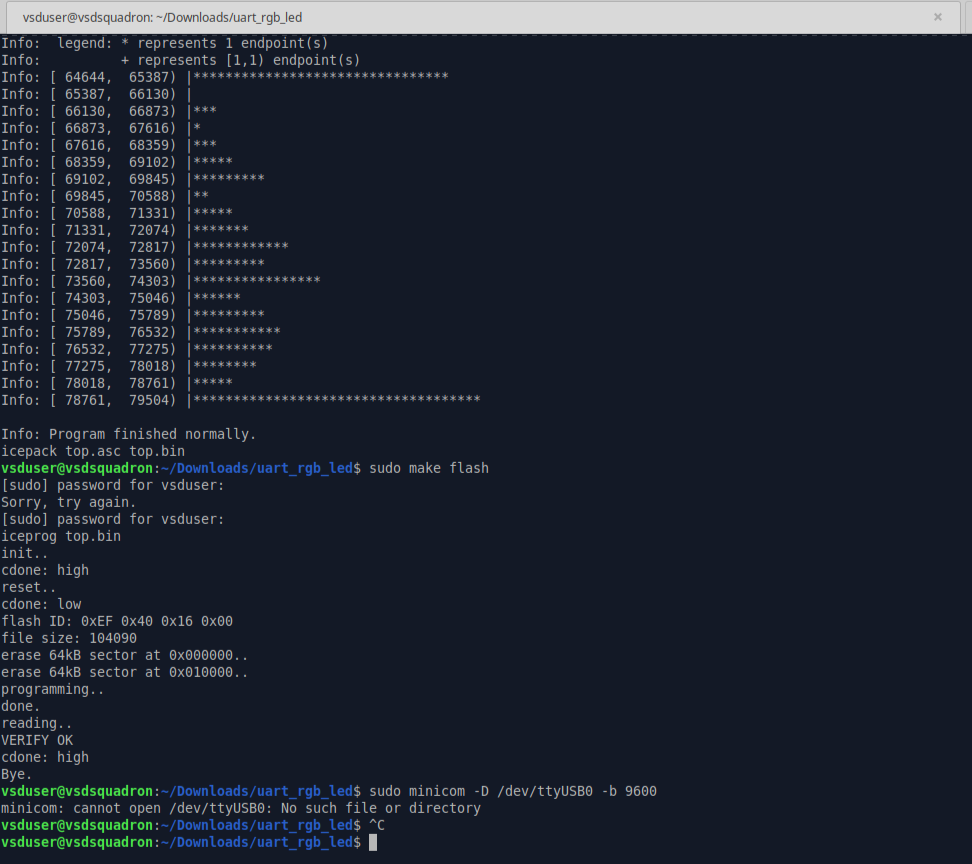 vsduser@vsdsquadron: ~/Downloads/uart_rgb_led
Info:  legend: * represents 1 endpoint(s)
Info:          + represents [1,1) endpoint(s)
Info: [ 64644,  65387) |********************************
Info: [ 65387,  66130) |
Info: [ 66130,  66873) |***
Info: [ 66873,  67616) |*
Info: [ 67616,  68359) |***
Info: [ 68359,  69102) |*****
Info: [ 69102,  69845) |*********
Info: [ 69845,  70588) |**
Info: [ 70588,  71331) |*****
Info: [ 71331,  72074) |*******
Info: [ 72074,  72817) |************
Info: [ 72817,  73560) |*********
Info: [ 73560,  74303) |****************
Info: [ 74303,  75046) |******
Info: [ 75046,  75789) |*********
Info: [ 75789,  76532) |***********
Info: [ 76532,  77275) |**********
Info: [ 77275,  78018) |********
Info: [ 78018,  78761) |*****
Info: [ 78761,  79504) |************************************
Info: Program finished normally.
icepack top.asc top.bin
vsduser@vsdsquadron:~/Downloads/uart_rgb_led$ sudo make flash
[sudo] password for vsduser:
Sorry, try again.
[sudo] password for vsduser:
iceprog top.bin
init..
cdone: high
reset..
cdone: low
flash ID: 0xEF 0x40 0x16 0x00
file size: 104090
erase 64kB sector at 0x000000..
erase 64kB sector at 0x010000..
programming..
done.
reading..
VERIFY OK
cdone: high
Bye.
vsduser@vsdsquadron:~/Downloads/uart_rgb_led$ sudo minicom -D /dev/ttyUSB0 -b 9600
minicom: cannot open /dev/ttyUSB0: No such file or directory
vsduser@vsdsquadron:~/Downloads/uart_rgb_led$ ^C
vsduser@vsdsquadron:~/Downloads/uart_rgb_led$